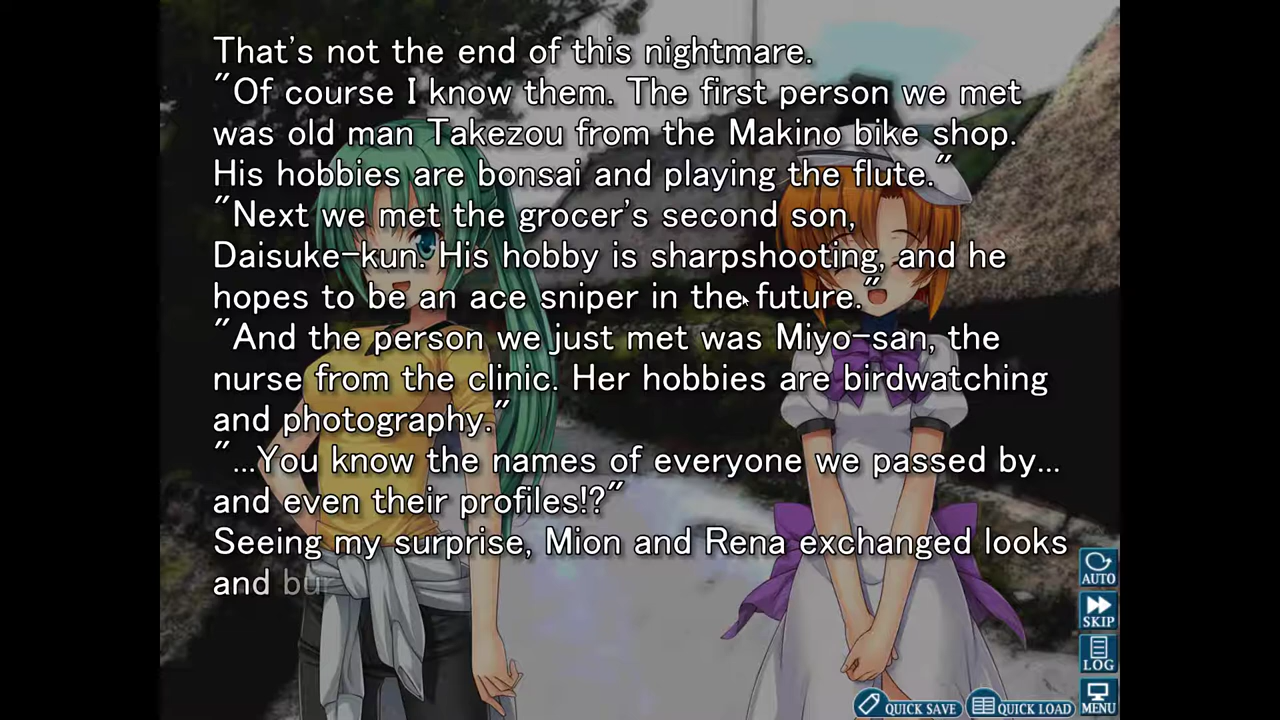 That's not the end of this nightmare.
"Of course I know them. The first person we met
was old man Takezou from the Makino bike shop.
His hobbies are bonsai and playing the flute."
"Next we met the grocer's second son,
Daisuke-kun. His hobby is sharpshooting, and he
hopes to be an ace sniper in the future."
"And the person we just met was Miyo-san, the
nurse from the clinic. Her hobbies are birdwatching
and photography."
"...You know the names of everyone we passed by...
and even their profiles!?"
Seeing my surprise, Mion and Rena exchanged looks
and bur
AUTO
SKIP
LOG
MENU
QUICK SAVE QUICK LOAD